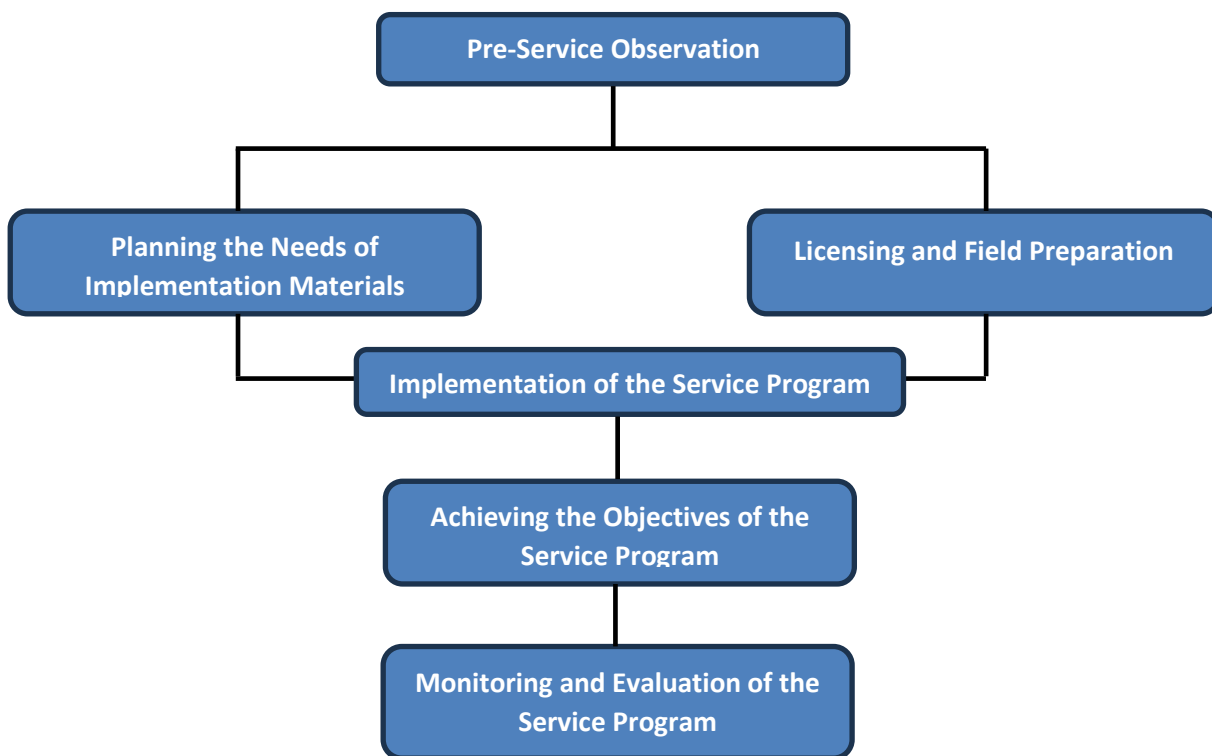 Pre-Service Observation
Planning the Needs of
Implementation Materials
Licensing and Field Preparation
Implementation of the Service Program
Achieving the Objectives of the
Service Program
Monitoring and Evaluation of the
Service Program